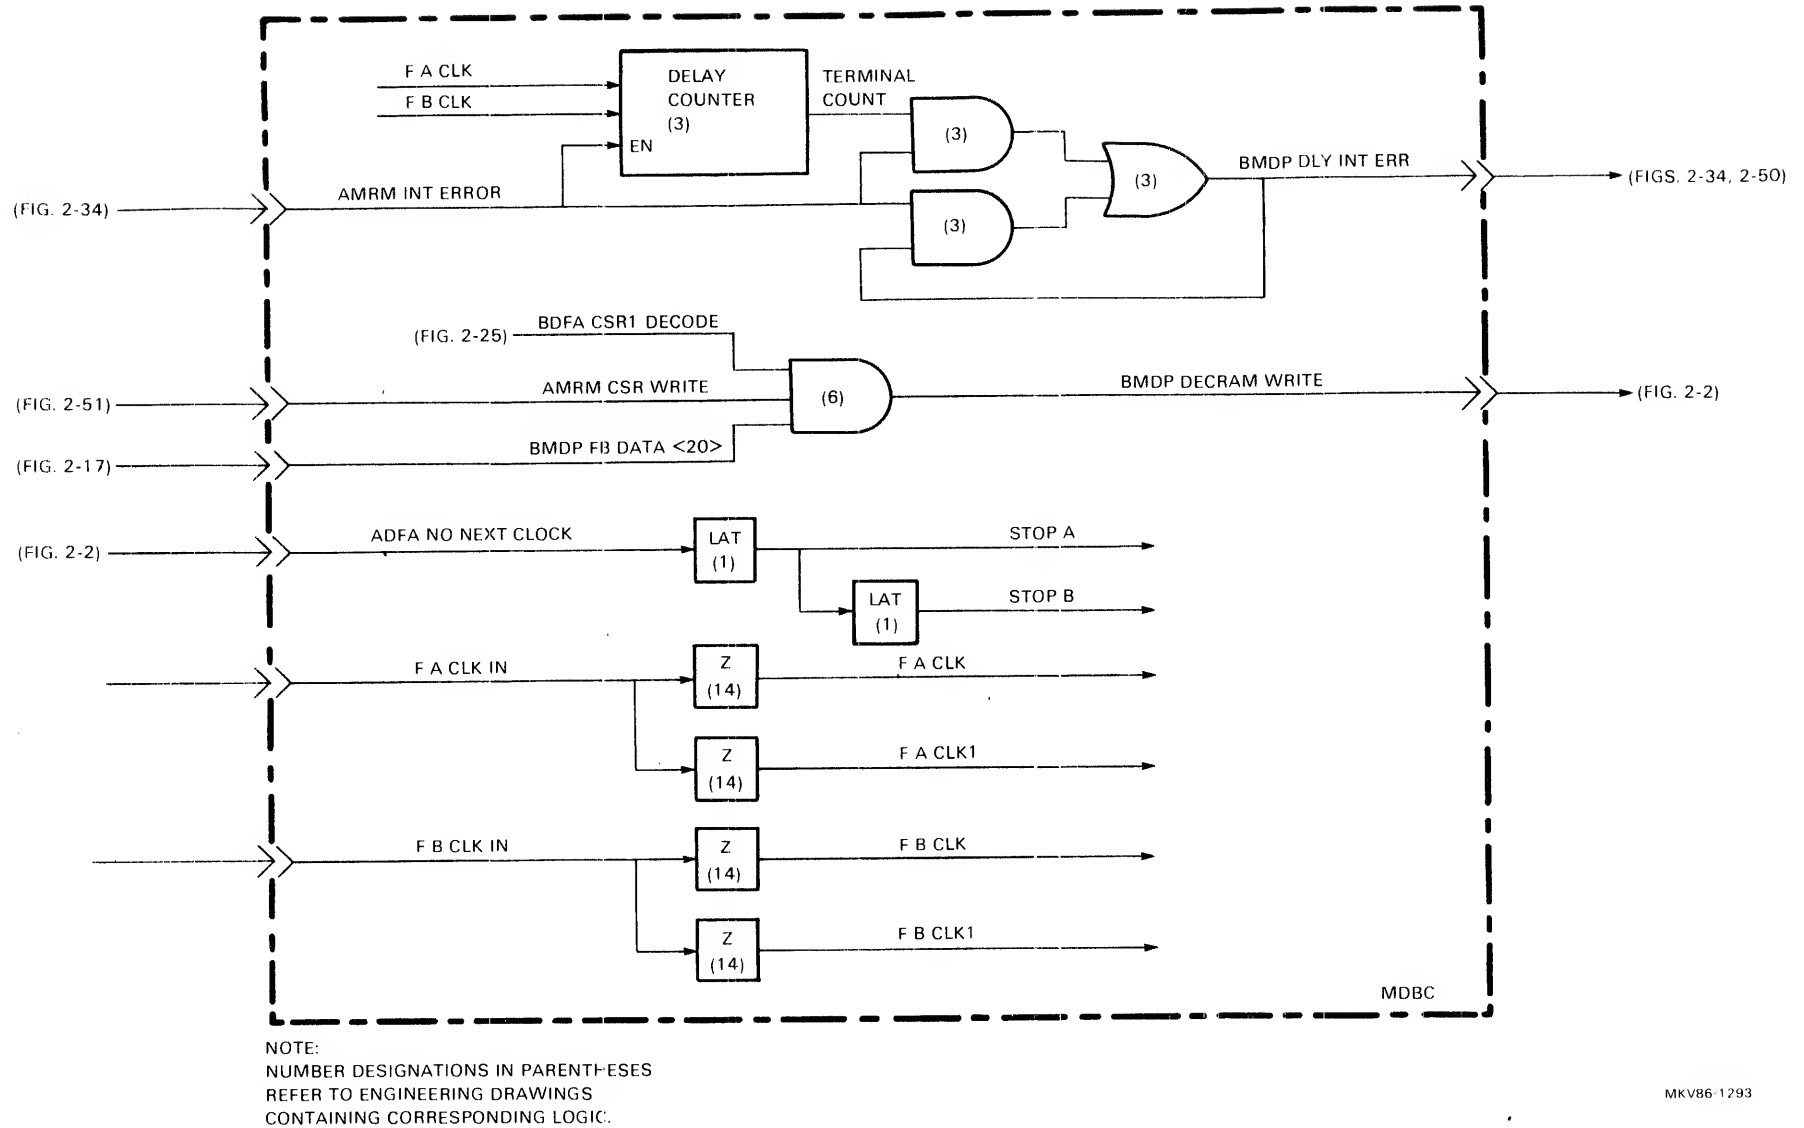 F A CLK
F B CLK
DELAY
COUNTER
(3)
EN
TERMINAL
COUNT
(3)
(3)
(3)
BMDP DLY INT ERR
(FIGS. 2-34, 2-50)
(FIG. 2-34)
AMRM INT ERROR
(FIG. 2-25)
BDFA CSR1 DECODE
(FIG. 2-51)
AMRM CSR WRITE
(6)
BMDP DECRAM WRITE
(FIG. 2-2)
(FIG. 2-17)
BMDP FB DATA <20>
(FIG. 2-2)
ADFA NO NEXT CLOCK
LAT
(1)
STOP A
LAT
(1)
STOP B
F A CLK IN
Z
(14)
F A CLK
Z
(14)
F A CLK1
F B CLK IN
Z
(14)
F B CLK
Z
(14)
F B CLK1
MDBC
NOTE:
NUMBER DESIGNATIONS IN PARENTHESES
REFER TO ENGINEERING DRAWINGS
CONTAINING CORRESPONDING LOGIC.
MKV86-1293